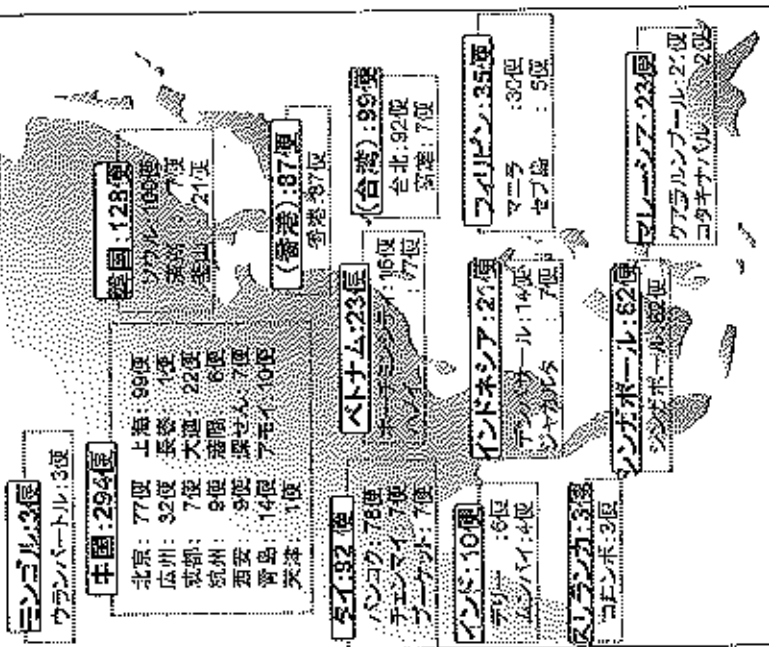 モンゴル:3便
ウランバートル:3便
中国:294便
北京:77便 上海:99便
広州:32便 長春:1便
成都:7便 大連:22便
杭州:9便 瀋陽:6便
西安:9便 深せん:7便
青島:14便 アモイ:10便
天津:1便
韓国:128便
ソウル:100便
済州:7便
釜山:21便
(香港):87便
香港:87便
(台湾):99便
台北:92便
高雄:7便
フィリピン:35便
マニラ:30便
セブ島:5便
タイ:92便
バンコク:78便
チェンマイ:7便
プーケット:7便
ベトナム:23便
ホーチミンシティ:16便
ハノイ:7便
インド:10便
デリー:6便
ムンバイ:4便
インドネシア:21便
デンパサール:14便
ジャカルタ:7便
マレーシア:23便
クアラルンプール:21便
コタキナバル:2便
スリランカ:3便
コロンボ:3便
シンガポール:62便
シンガポール:62便